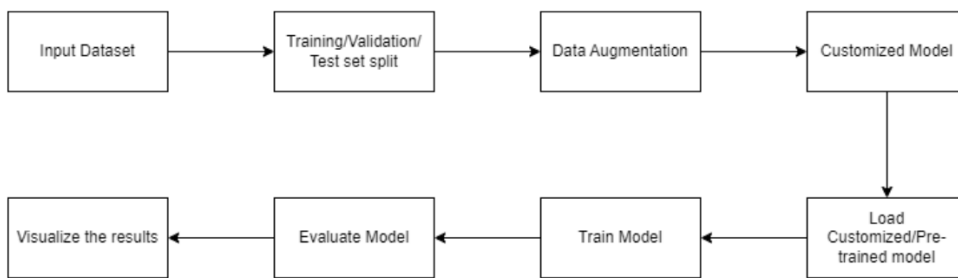 Input Dataset
Training/Validation/
Test set split
Data Augmentation
Customized Model
Visualize the results
Evaluate Model
Train Model
Load
Customized/Pre-
trained model